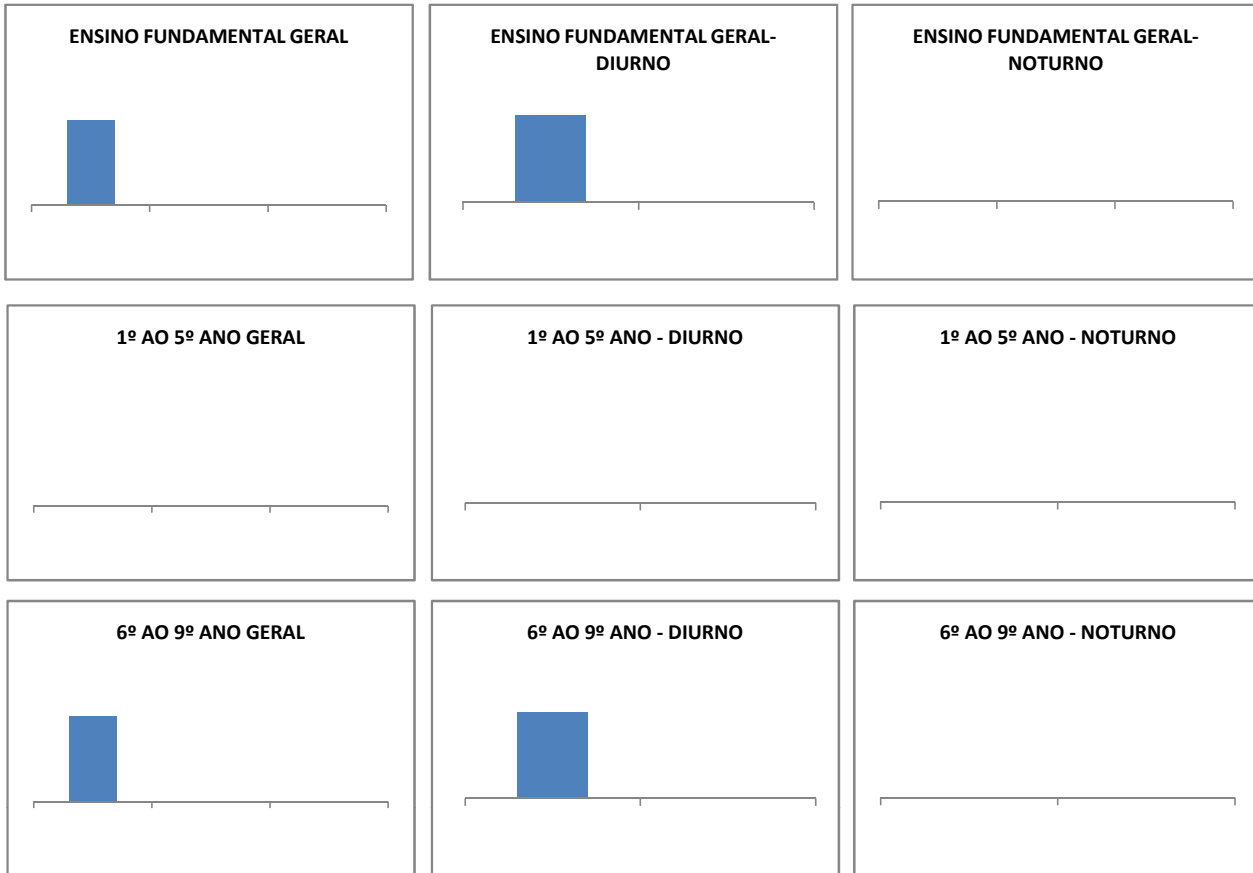 ENSINO FUNDAMENTAL GERAL
ENSINO FUNDAMENTAL GERAL-
DIURNO
ENSINO FUNDAMENTAL GERAL-
NOTURNO
1º AO 5º ANO GERAL
1º AO 5º ANO - DIURNO
1º AO 5º ANO - NOTURNO
6º AO 9º ANO GERAL
6º AO 9º ANO - DIURNO
6º AO 9º ANO - NOTURNO